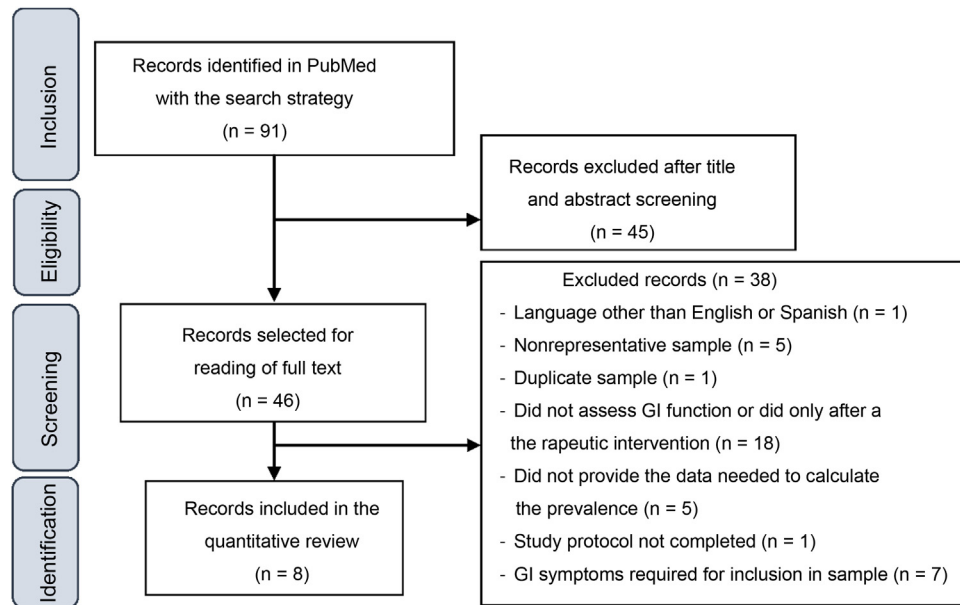 Inclusion
Records identified in PubMed
with the search strategy
(n = 91)
Eligibility
Records excluded after title
and abstract screening
(n = 45)
Screening
Records selected for
reading of full text
(n = 46)
Excluded records (n = 38)
- Language other than English or Spanish (n = 1)
- Nonrepresentative sample (n = 5)
- Duplicate sample (n = 1)
- Did not assess GI function or did only after a
the rapeutic intervention (n = 18)
- Did not provide the data needed to calculate
the prevalence (n = 5)
- Study protocol not completed (n = 1)
- GI symptoms required for inclusion in sample (n = 7)
Identification
Records included in the
quantitative review
(n = 8)